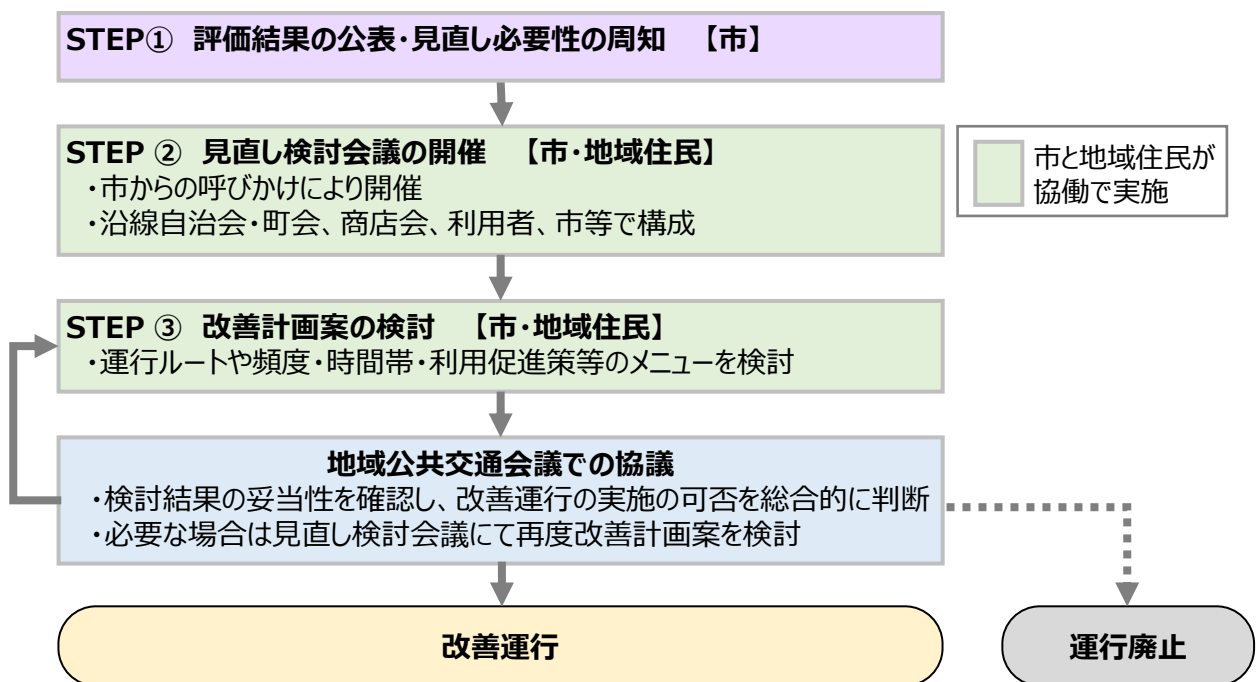 STEP① 評価結果の公表・見直し必要性の周知 【市】
STEP ② 見直し検討会議の開催 【市・地域住民】
・市からの呼びかけにより開催
・沿線自治会・町会、商店会、利用者、市等で構成
市と地域住民が
協働で実施
STEP ③ 改善計画案の検討 【市・地域住民】
・運行ルートや頻度・時間帯・利用促進策等のメニューを検討
地域公共交通会議での協議
・検討結果の妥当性を確認し、改善運行の実施の可否を総合的に判断
・必要な場合は見直し検討会議にて再度改善計画案を検討
改善運行
運行廃止